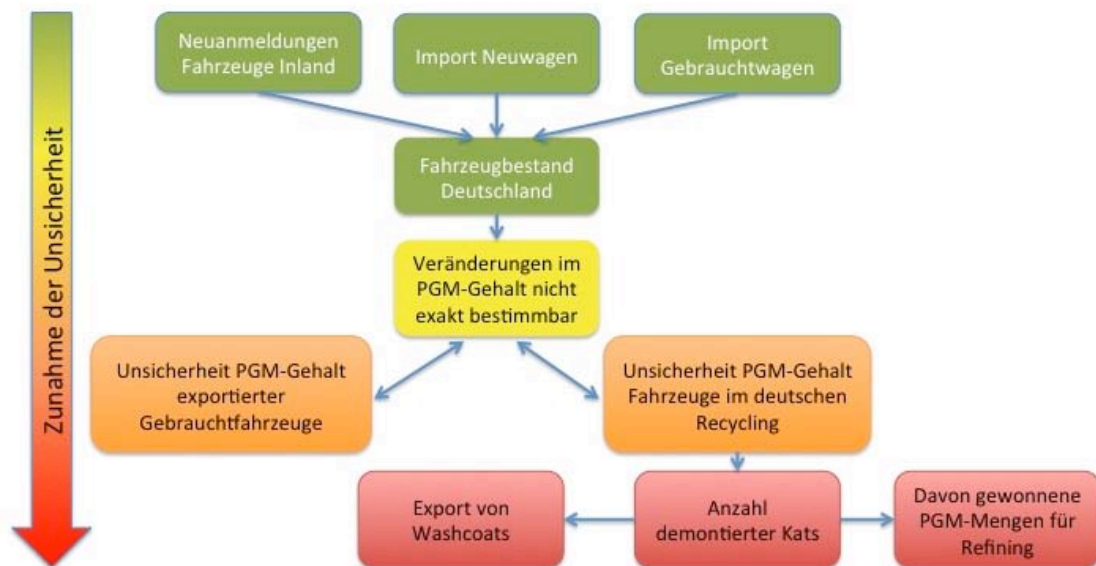 Zunahme der Unsicherheit
Neuanmeldungen
Fahrzeuge Inland
Import Neuwagen
Import
Gebrauchtwagen
Fahrzeugbestand
Deutschland
Veränderungen im
PGM-Gehalt nicht
exakt bestimmbar
Unsicherheit PGM-Gehalt
exportierter
Gebrauchtfahrzeuge
Unsicherheit PGM-Gehalt
Fahrzeuge im deutschen
Recycling
Export von
Washcoats
Anzahl
demontierter Kats
Davon gewonnene
PGM-Mengen für
Refining